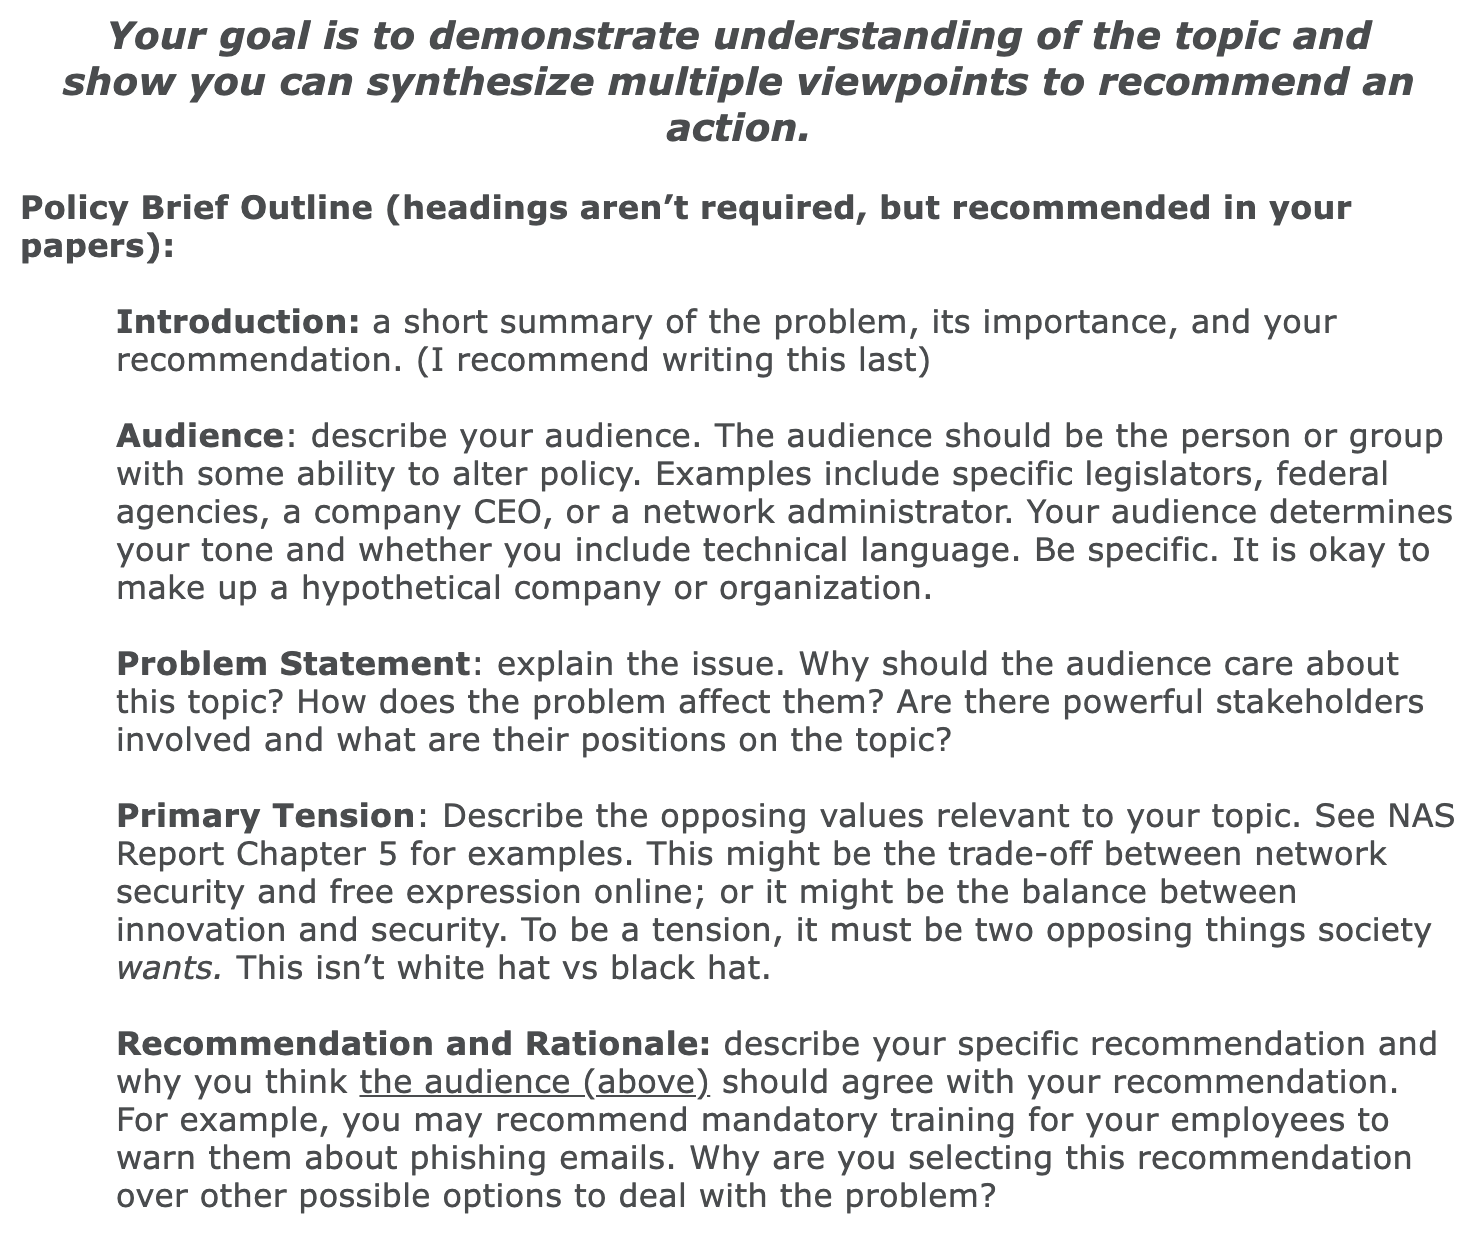 Your goal is to demonstrate understanding of the topic and
show you can synthesize multiple viewpoints to recommend an
action.
Policy Brief Outline (headings aren’t required, but recommended in your
papers):
Introduction: a short summary of the problem, its importance, and your
recommendation. (I recommend writing this last)
Audience: describe your audience. The audience should be the person or group
with some ability to alter policy. Examples include specific legislators, federal
agencies, a company CEO, or a network administrator. Your audience determines
your tone and whether you include technical language. Be specific. It is okay to
make up a hypothetical company or organization.
Problem Statement: explain the issue. Why should the audience care about
this topic? How does the problem affect them? Are there powerful stakeholders
involved and what are their positions on the topic?
Primary Tension: Describe the opposing values relevant to your topic. See NAS
Report Chapter 5 for examples. This might be the trade-off between network
security and free expression online; or it might be the balance between
innovation and security. To be a tension, it must be two opposing things society
wants. This isn’t white hat vs black hat.
Recommendation and Rationale: describe your specific recommendation and
why you think the audience (above) should agree with your recommendation.
For example, you may recommend mandatory training for your employees to
warn them about phishing emails. Why are you selecting this recommendation
over other possible options to deal with the problem?